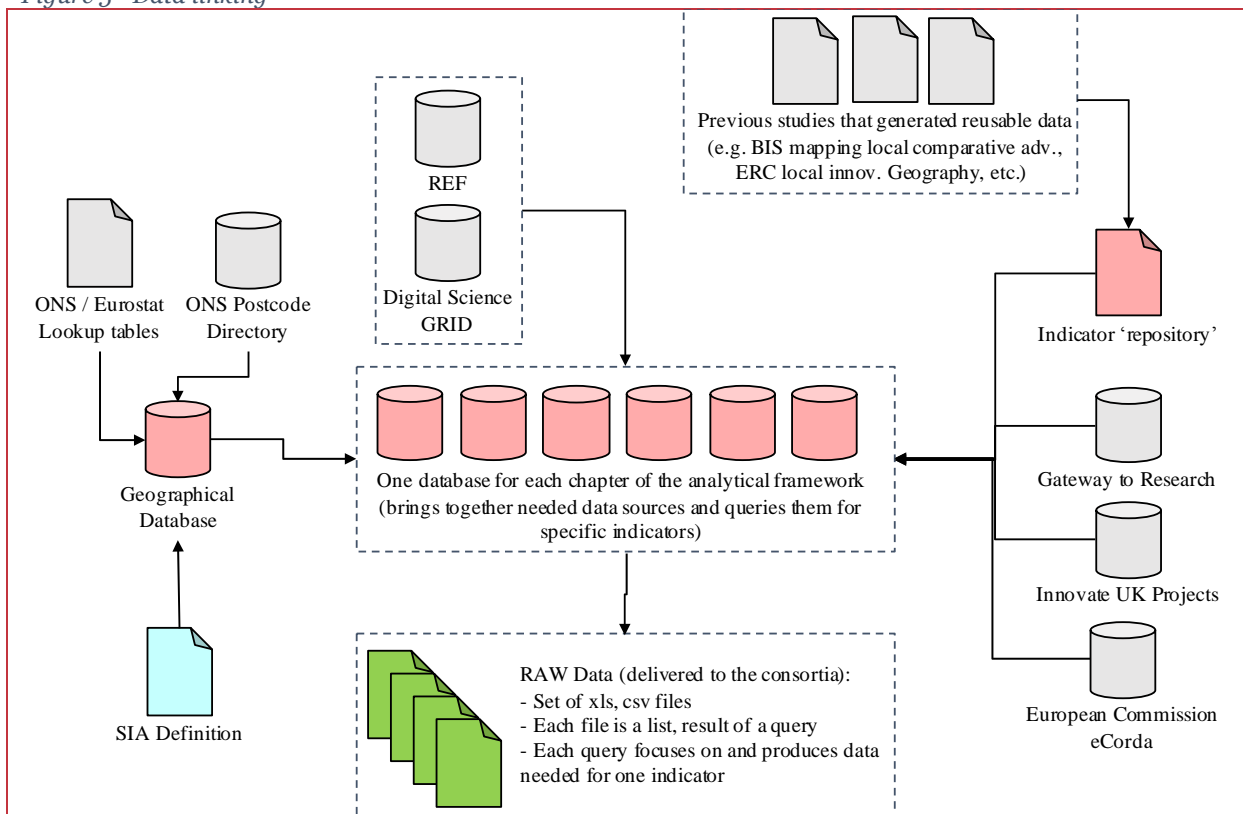 Figure 3 Data linking
REF
Digital Science
GRID
Previous studies that generated reusable data
(e.g. BIS mapping local comparative adv.,
ERC local innov. Geography, etc.)
ONS / Eurostat
Lookup tables
ONS Postcode
Directory
Indicator ‘repository’
Geographical
Database
One database for each chapter of the analytical framework
(brings together needed data sources and queries them for
specific indicators)
Gateway to Research
Innovate UK Projects
SIA Definition
RAW Data (delivered to the consortia):
- Set of xls, csv files
- Each file is a list, result of a query
- Each query focuses on and produces data
needed for one indicator
European Commission
eCorda